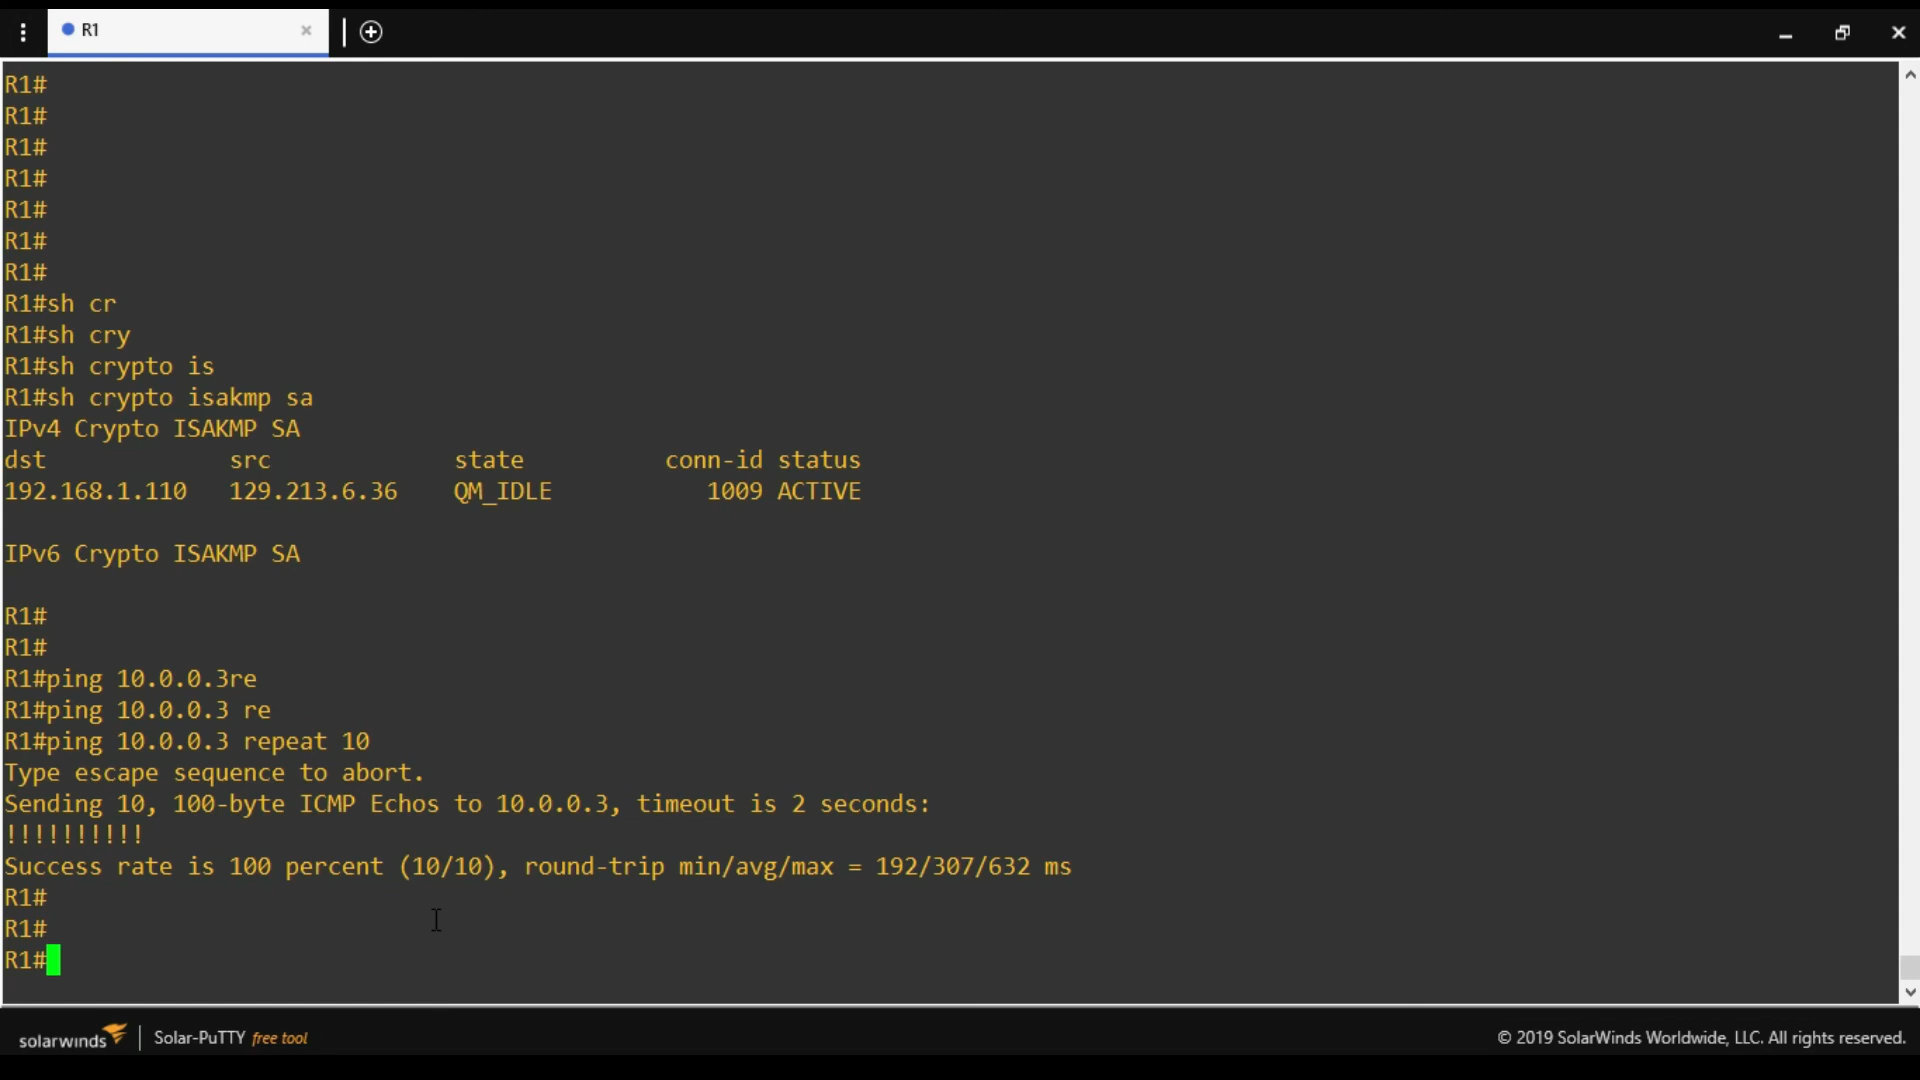 R1
R1#
R1#
R1#
R1#
R1#
R1#
R1#
R1#sh cr
R1#sh cry
R1#sh crypto is
R1#sh crypto isakmp sa
IPv4 Crypto ISAKMP SA
dst             src             state          conn-id status
192.168.1.110   129.213.6.36    QM_IDLE           1009 ACTIVE
IPv6 Crypto ISAKMP SA
R1#
R1#
R1#ping 10.0.0.3re
R1#ping 10.0.0.3 re
R1#ping 10.0.0.3 repeat 10
Type escape sequence to abort.
Sending 10, 100-byte ICMP Echos to 10.0.0.3, timeout is 2 seconds:
!!!!!!!!!!
Success rate is 100 percent (10/10), round-trip min/avg/max = 192/307/632 ms
R1#
R1#
R1#
solarwinds Solar-PuTTY free tool © 2019 SolarWinds Worldwide, LLC. All rights reserved.